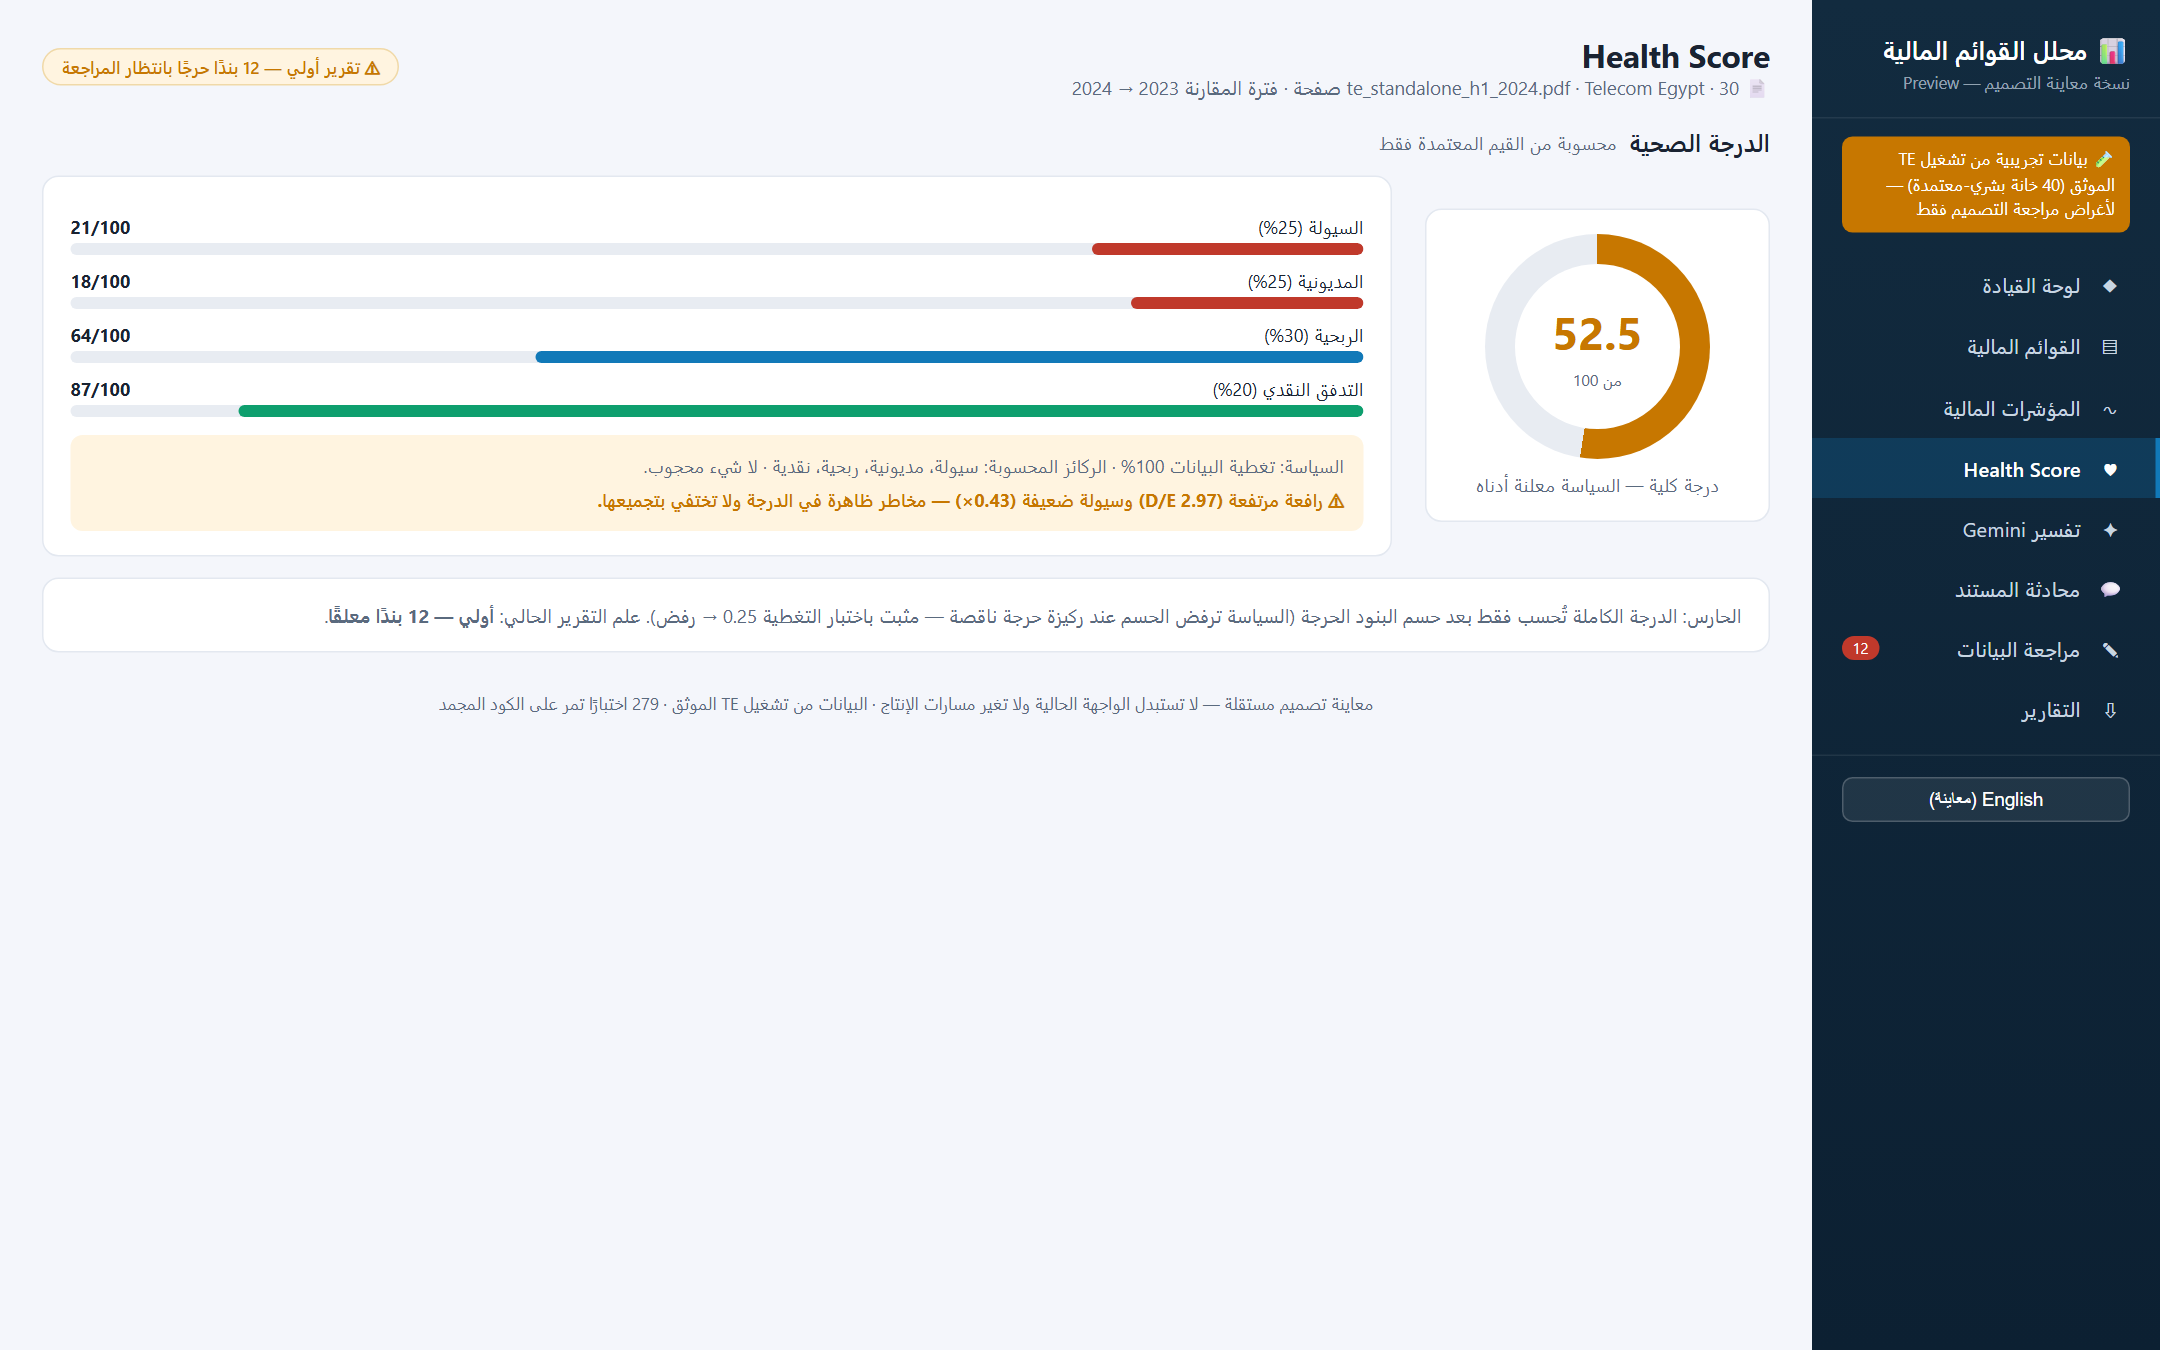 محلل القوائم المالية
نسخة معاينة التصميم — Preview
بيانات تجريبية من تشغيل TE
الموثق (40 خانة بشري-معتمدة) —
لأغراض مراجعة التصميم فقط
لوحة القيادة
القوائم المالية
المؤشرات المالية
Health Score
تفسير Gemini
محادثة المستند
مراجعة البيانات
12
التقارير
English (معاينة)
Health Score
te_standalone_h1_2024.pdf · Telecom Egypt · 30 صفحة · فترة المقارنة 2023 → 2024
⚠ تقرير أولي — 12 بندًا حرجًا بانتظار المراجعة
الدرجة الصحية محسوبة من القيم المعتمدة فقط
52.5
من 100
درجة كلية — السياسة معلنة أدناه
السيولة (25%) 21/100
المديونية (25%) 18/100
الربحية (30%) 64/100
التدفق النقدي (20%) 87/100
السياسة: تغطية البيانات 100% · الركائز المحسوبة: سيولة، مديونية، ربحية، نقدية · لا شيء محجوب.
⚠ رافعة مرتفعة (D/E 2.97) وسيولة ضعيفة (0.43×) — مخاطر ظاهرة في الدرجة ولا تختفي بتجميعها.
الحارس: الدرجة الكاملة تُحسب فقط بعد حسم البنود الحرجة (السياسة ترفض الحسم عند ركيزة حرجة ناقصة — مثبت باختبار التغطية 0.25 → رفض). علم التقرير الحالي: أولي — 12 بندًا معلقًا.
معاينة تصميم مستقلة — لا تستبدل الواجهة الحالية ولا تغير مسارات الإنتاج · البيانات من تشغيل TE الموثق · 279 اختبارًا تمر على الكود المجمد